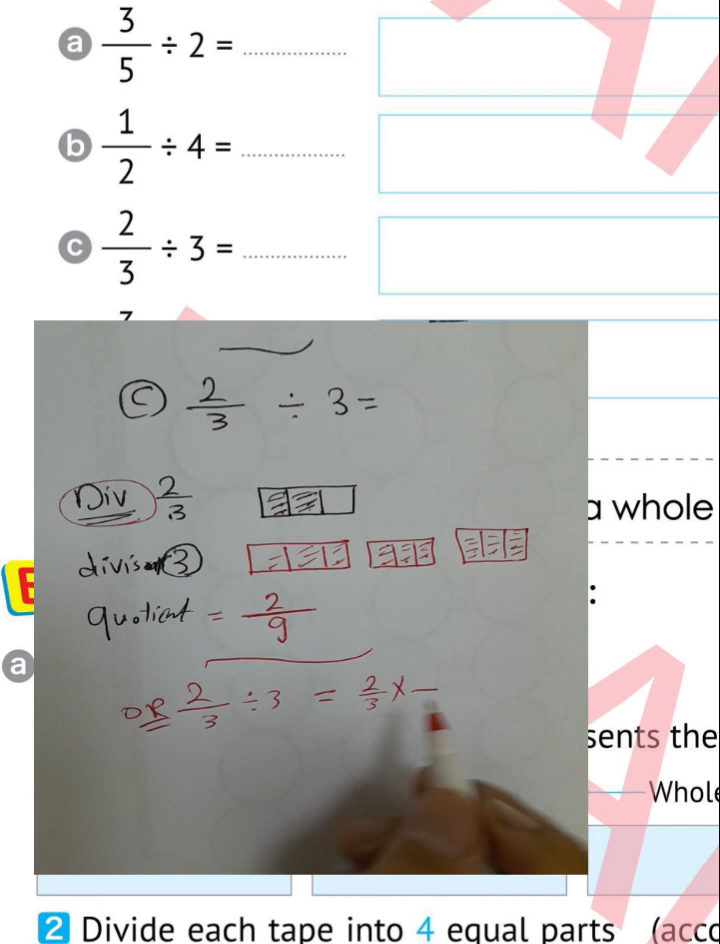 a 3/5 ÷ 2 = ....................
b 1/2 ÷ 4 = ....................
c 2/3 ÷ 3 = ....................
C 2/3 ÷ 3 =
Div 2/3
divisor 3
quotient = 2/9
OR 2/3 ÷ 3 = 2/3 × —
a whole
:
a
sents the
Whole
2 Divide each tape into 4 equal parts (acco